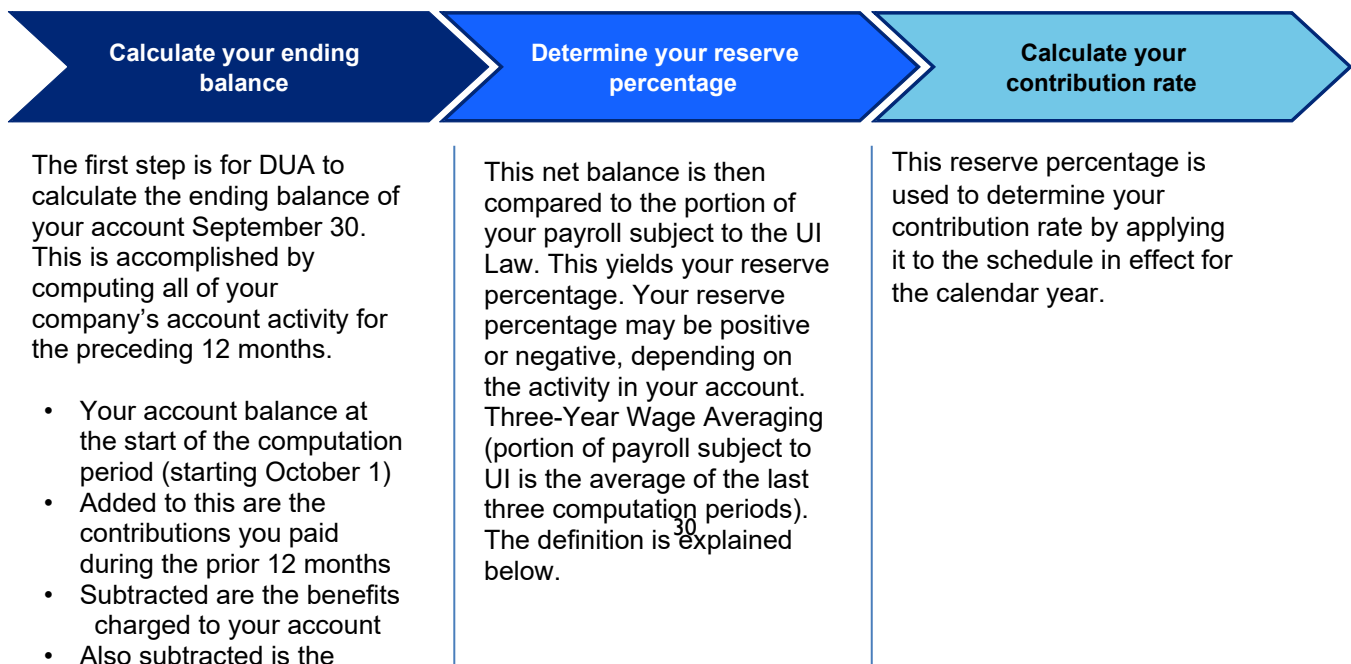 Calculate your ending
balance
Determine your reserve
percentage
Calculate your
contribution rate
The first step is for DUA to
calculate the ending balance of
your account September 30.
This is accomplished by
computing all of your
company’s account activity for
the preceding 12 months.
• Your account balance at
the start of the computation
period (starting October 1)
• Added to this are the
contributions you paid
during the prior 12 months
• Subtracted are the benefits
charged to your account
• Also subtracted is the
This net balance is then
compared to the portion of
your payroll subject to the UI
Law. This yields your reserve
percentage. Your reserve
percentage may be positive
or negative, depending on
the activity in your account.
Three-Year Wage Averaging
(portion of payroll subject to
UI is the average of the last
three computation periods).
30
The definition is explained
below.
This reserve percentage is
used to determine your
contribution rate by applying
it to the schedule in effect for
the calendar year.